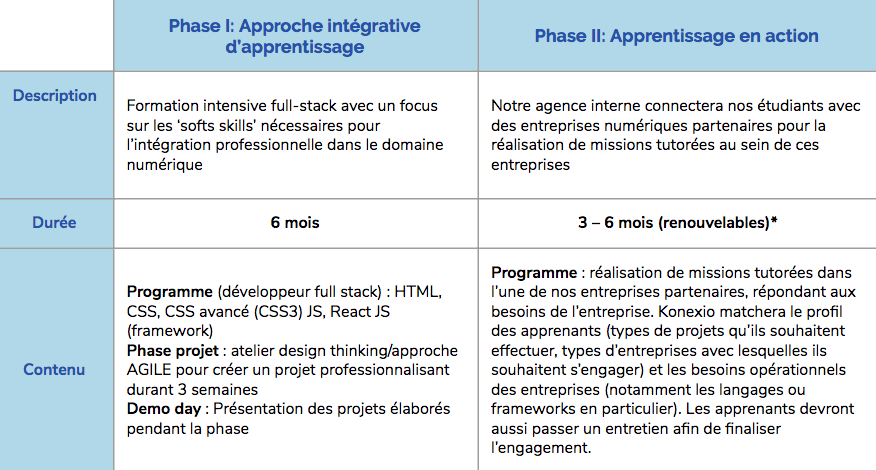 Phase I: Approche intégrative
d'apprentissage
Phase II: Apprentissage en action
Description
Formation intensive full-stack avec un focus
sur les ‘softs skills’ nécessaires pour
l'intégration professionnelle dans le domaine
numérique
Notre agence interne connectera nos étudiants avec
des entreprises numériques partenaires pour la
réalisation de missions tutorées au sein de ces
entreprises
Durée
6 mois
3 – 6 mois (renouvelables)*
Contenu
Programme (développeur full stack) : HTML,
CSS, CSS avancé (CSS3) JS, React JS
(framework)
Phase projet : atelier design thinking/approche
AGILE pour créer un projet professionnalisant
durant 3 semaines
Demo day : Présentation des projets élaborés
pendant la phase
Programme : réalisation de missions tutorées dans
l'une de nos entreprises partenaires, répondant aux
besoins de l'entreprise. Konexio matchera le profil
des apprenants (types de projets qu'ils souhaitent
effectuer, types d'entreprises avec lesquelles ils
souhaitent s'engager) et les besoins opérationnels
des entreprises (notamment les langages ou
frameworks en particulier). Les apprenants devront
aussi passer un entretien afin de finaliser
l'engagement.